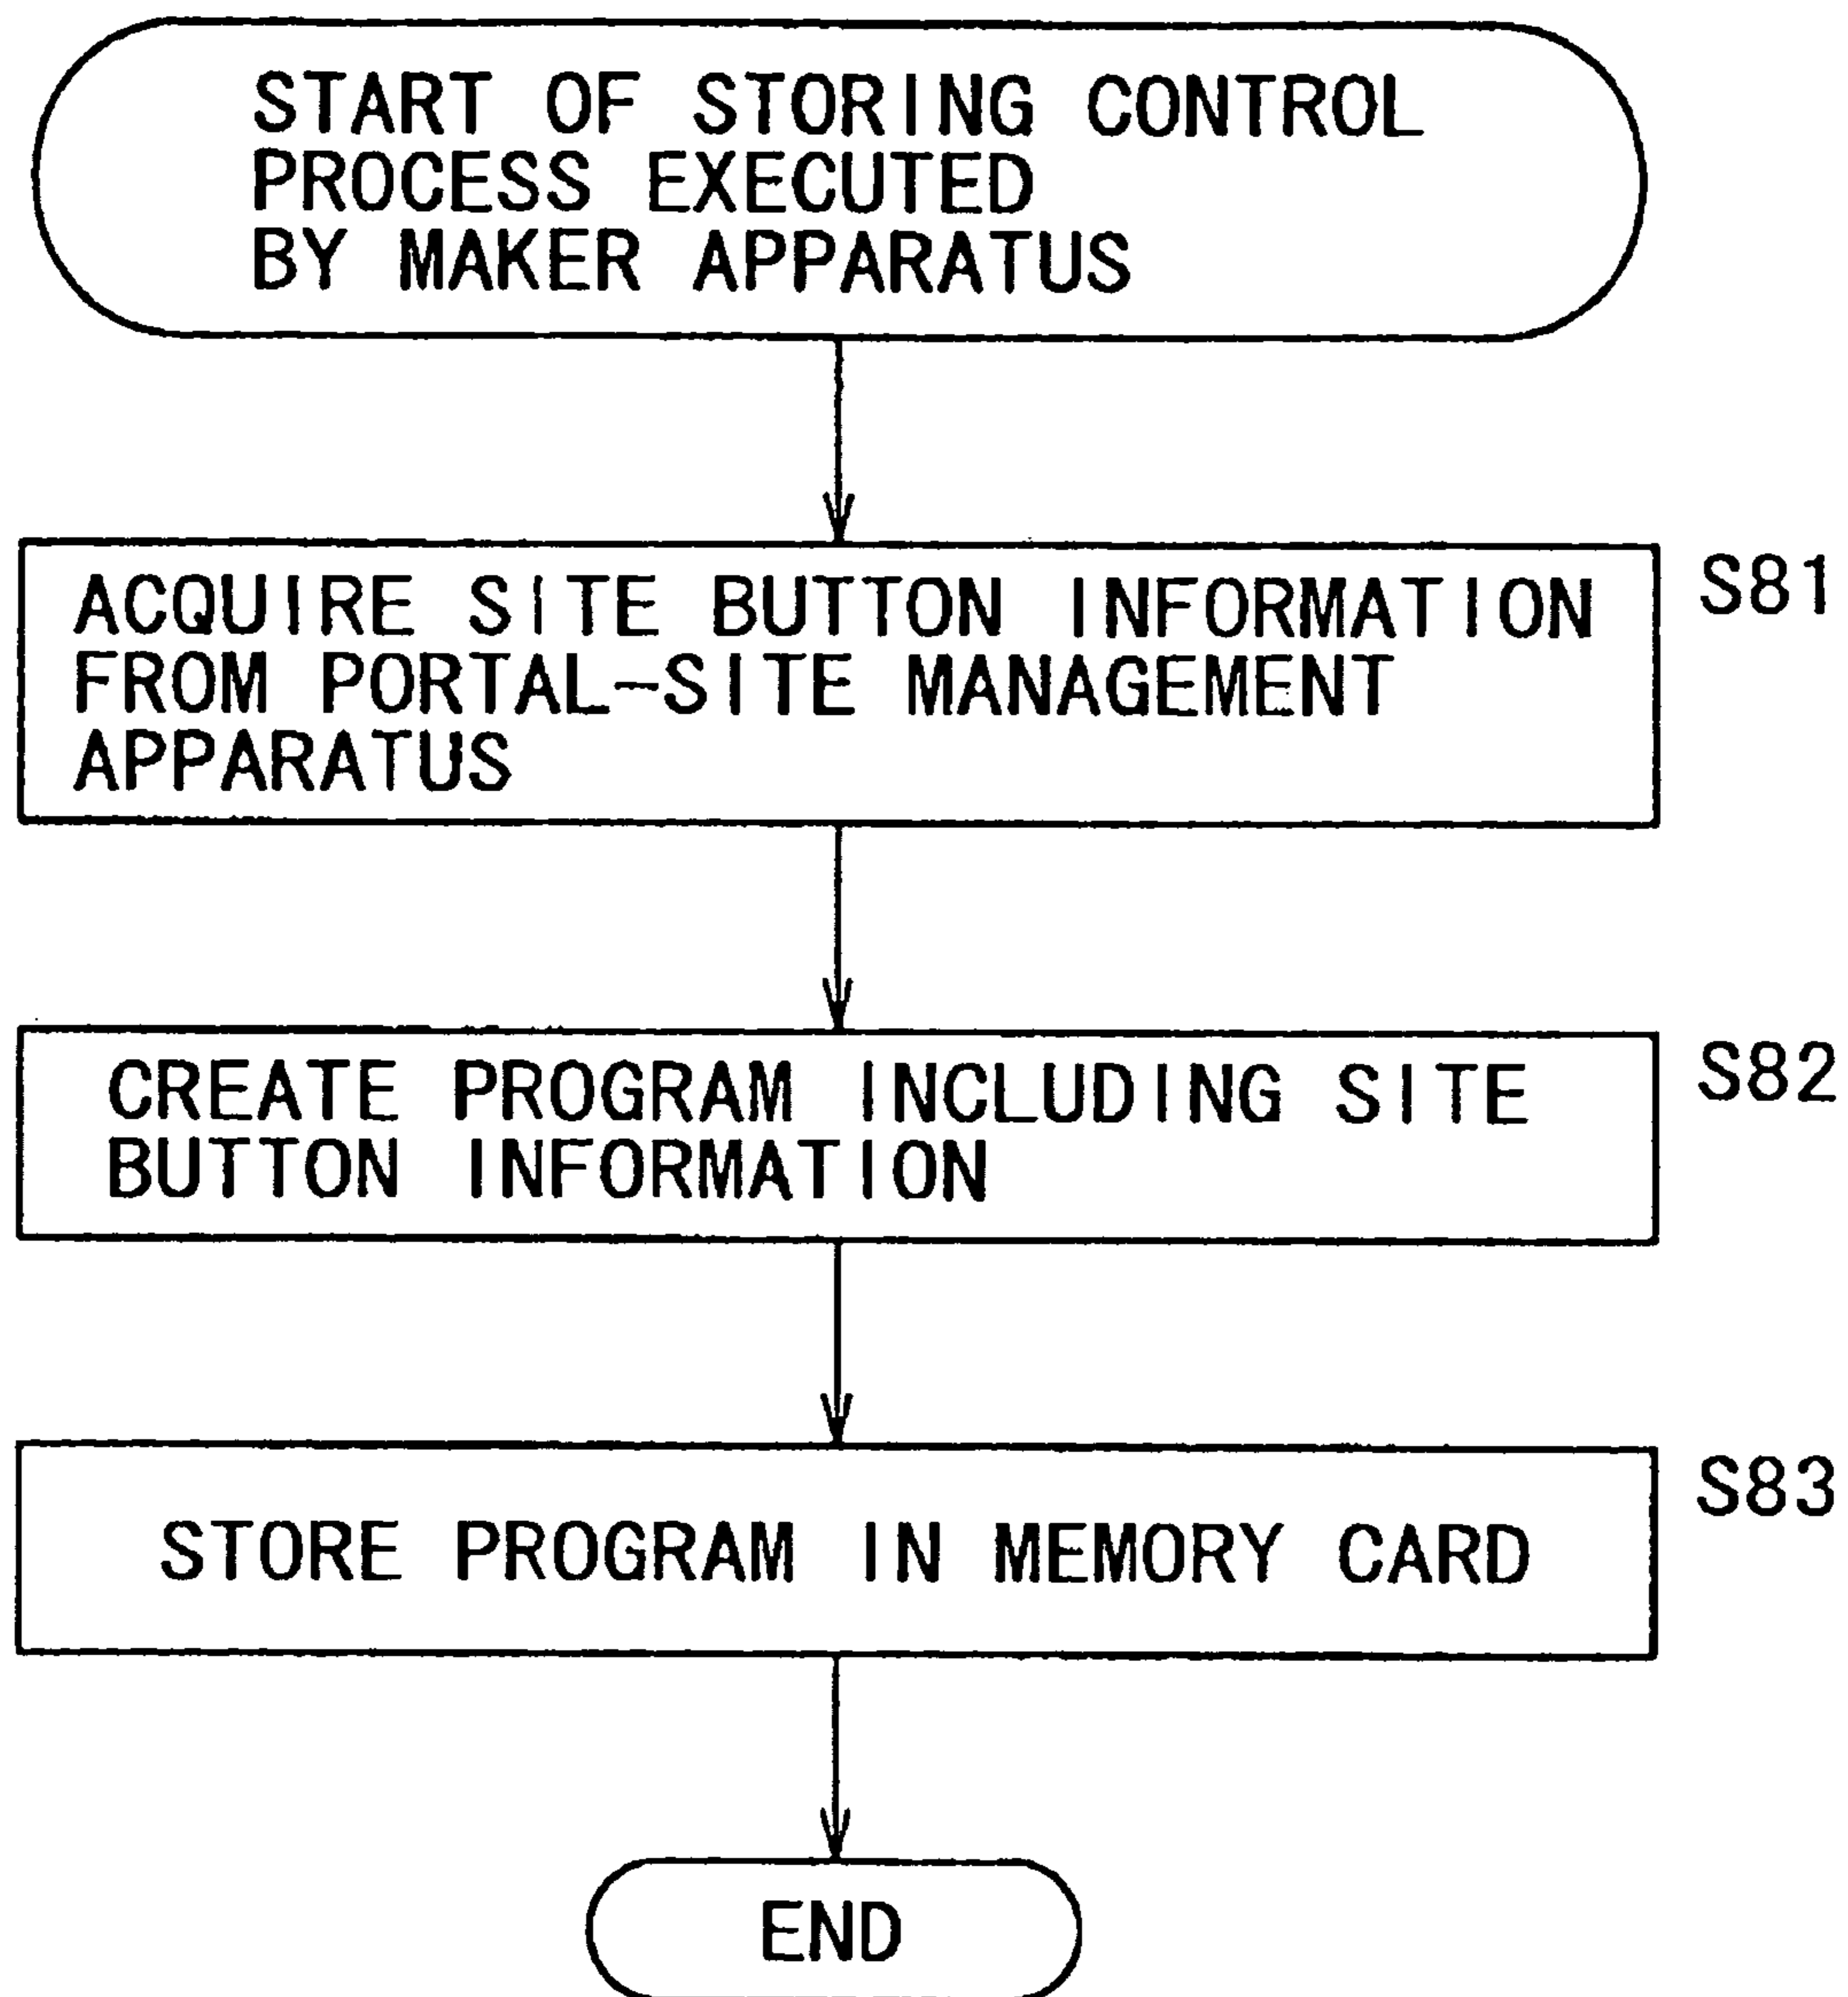 START OF STORING CONTROL
PROCESS EXECUTED
BY MAKER APPARATUS
ACQUIRE SITE BUTTON INFORMATION
FROM PORTAL-SITE MANAGEMENT
APPARATUS
S81
CREATE PROGRAM INCLUDING SITE
BUTTON INFORMATION
S82
STORE PROGRAM IN MEMORY CARD
S83
END